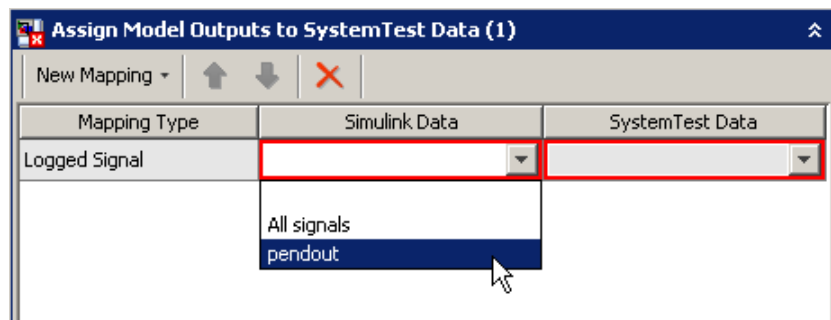 Assign Model Outputs to SystemTest Data (1)
New Mapping
Mapping Type Simulink Data SystemTest Data
Logged Signal
All signals
pendout